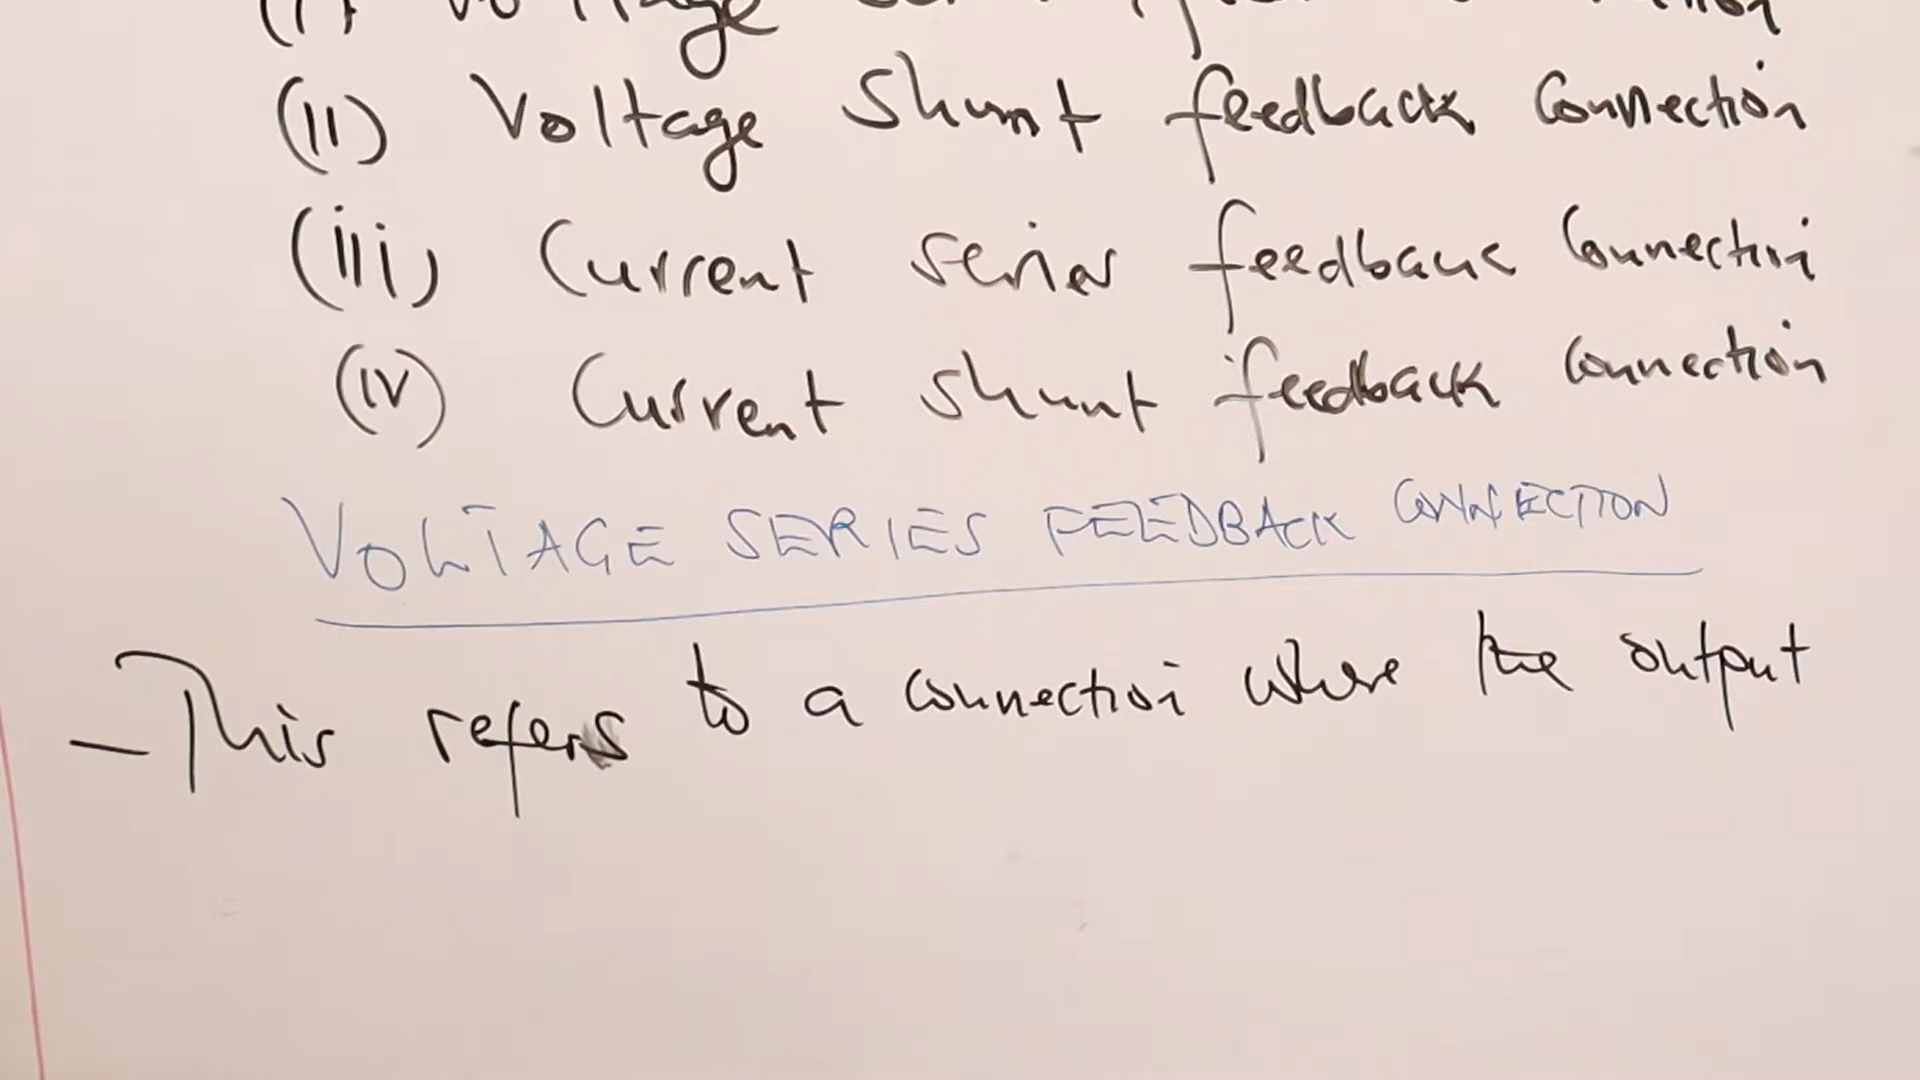 (i) Voltage
(ii) Voltage Shunt feedback Connection
(iii) Current series feedback Connection
(iv) Current shunt feedback Connection
VOLTAGE SERIES FEEDBACK CONNECTION
- This refers to a connection where the output